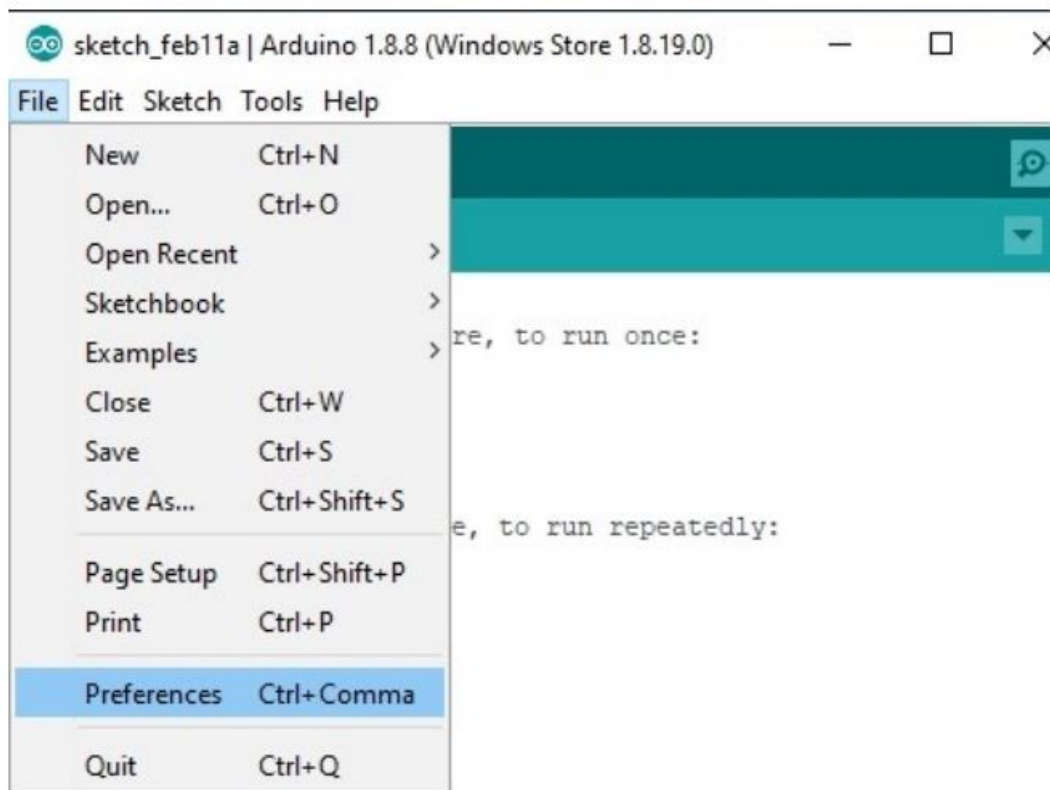 sketch_feb11a | Arduino 1.8.8 (Windows Store 1.8.19.0)
File Edit Sketch Tools Help
New Ctrl+N
Open... Ctrl+O
Open Recent
Sketchbook
re, to run once:
Examples
Close Ctrl+W
Save Ctrl+S
Save As... Ctrl+Shift+S
e, to run repeatedly:
Page Setup Ctrl+Shift+P
Print Ctrl+P
Preferences Ctrl+Comma
Quit Ctrl+Q